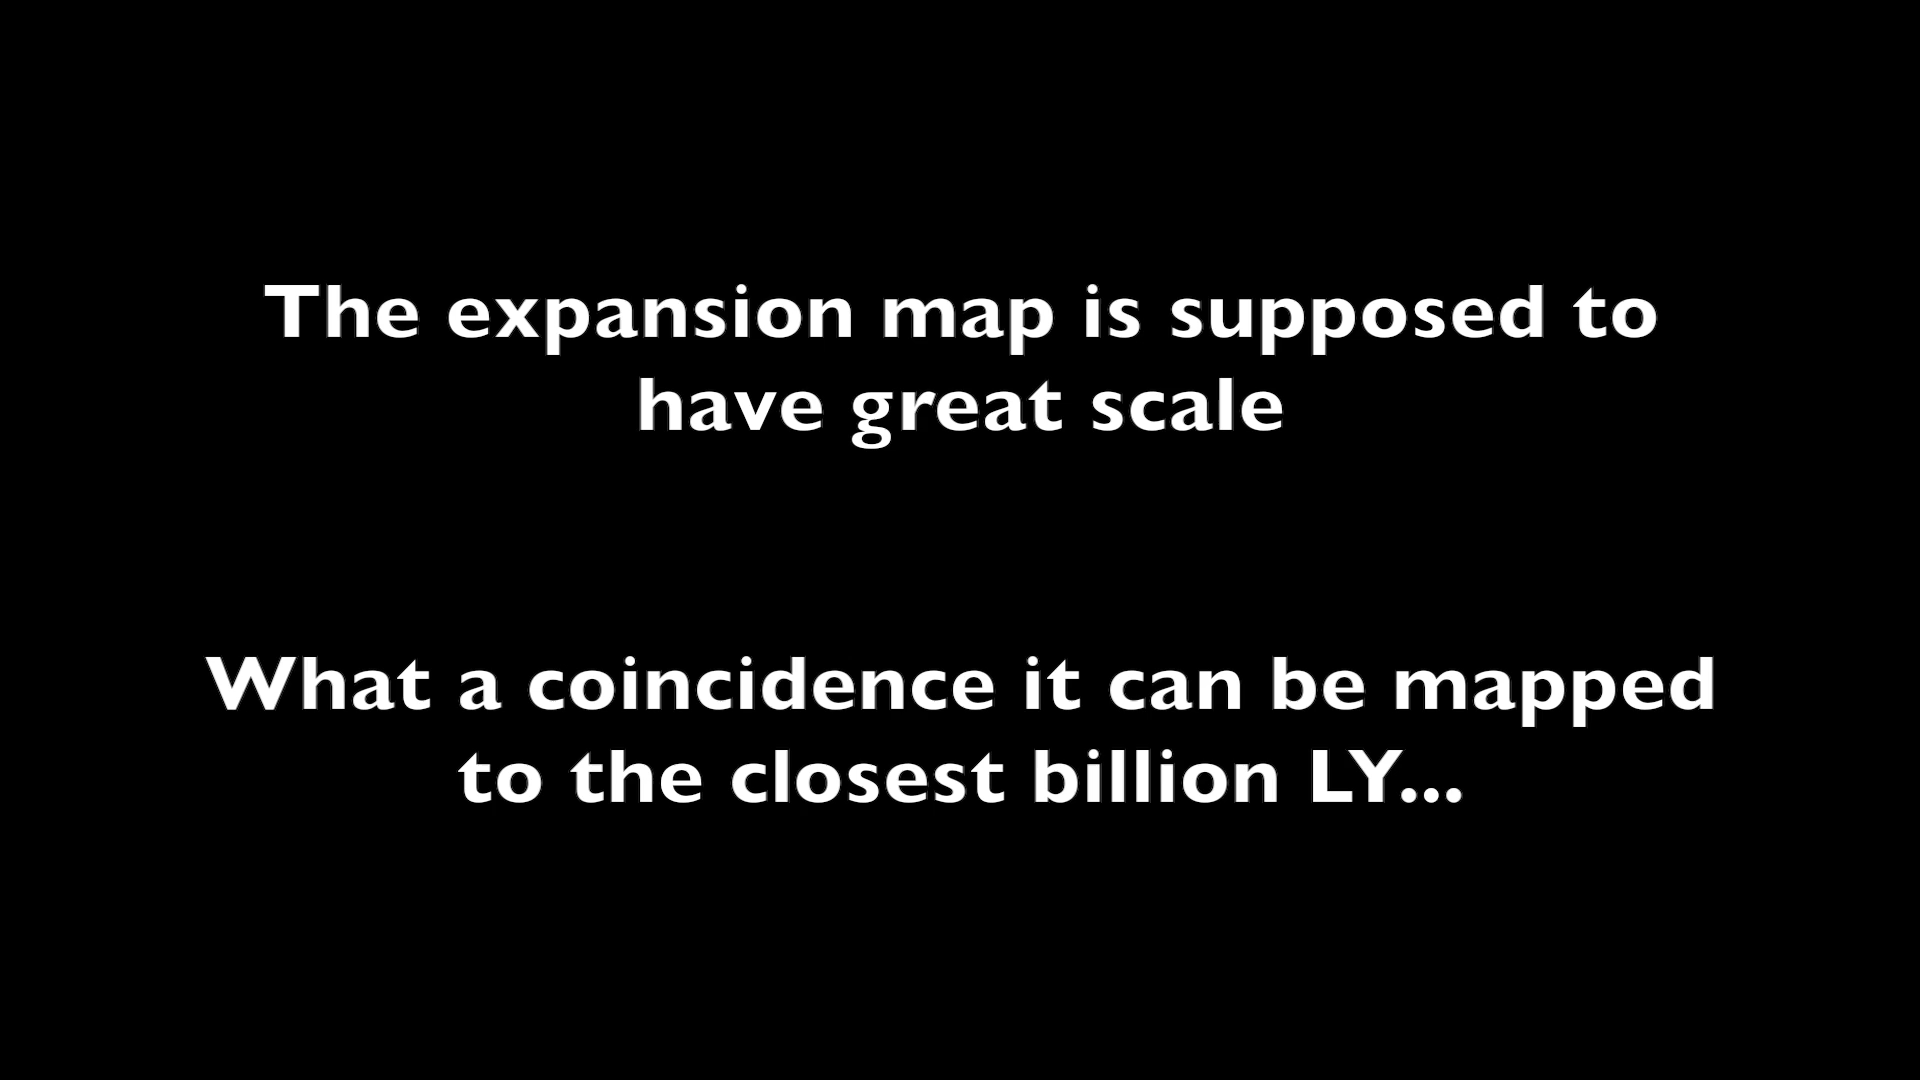 The expansion map is supposed to
have great scale
What a coincidence it can be mapped
to the closest billion LY...